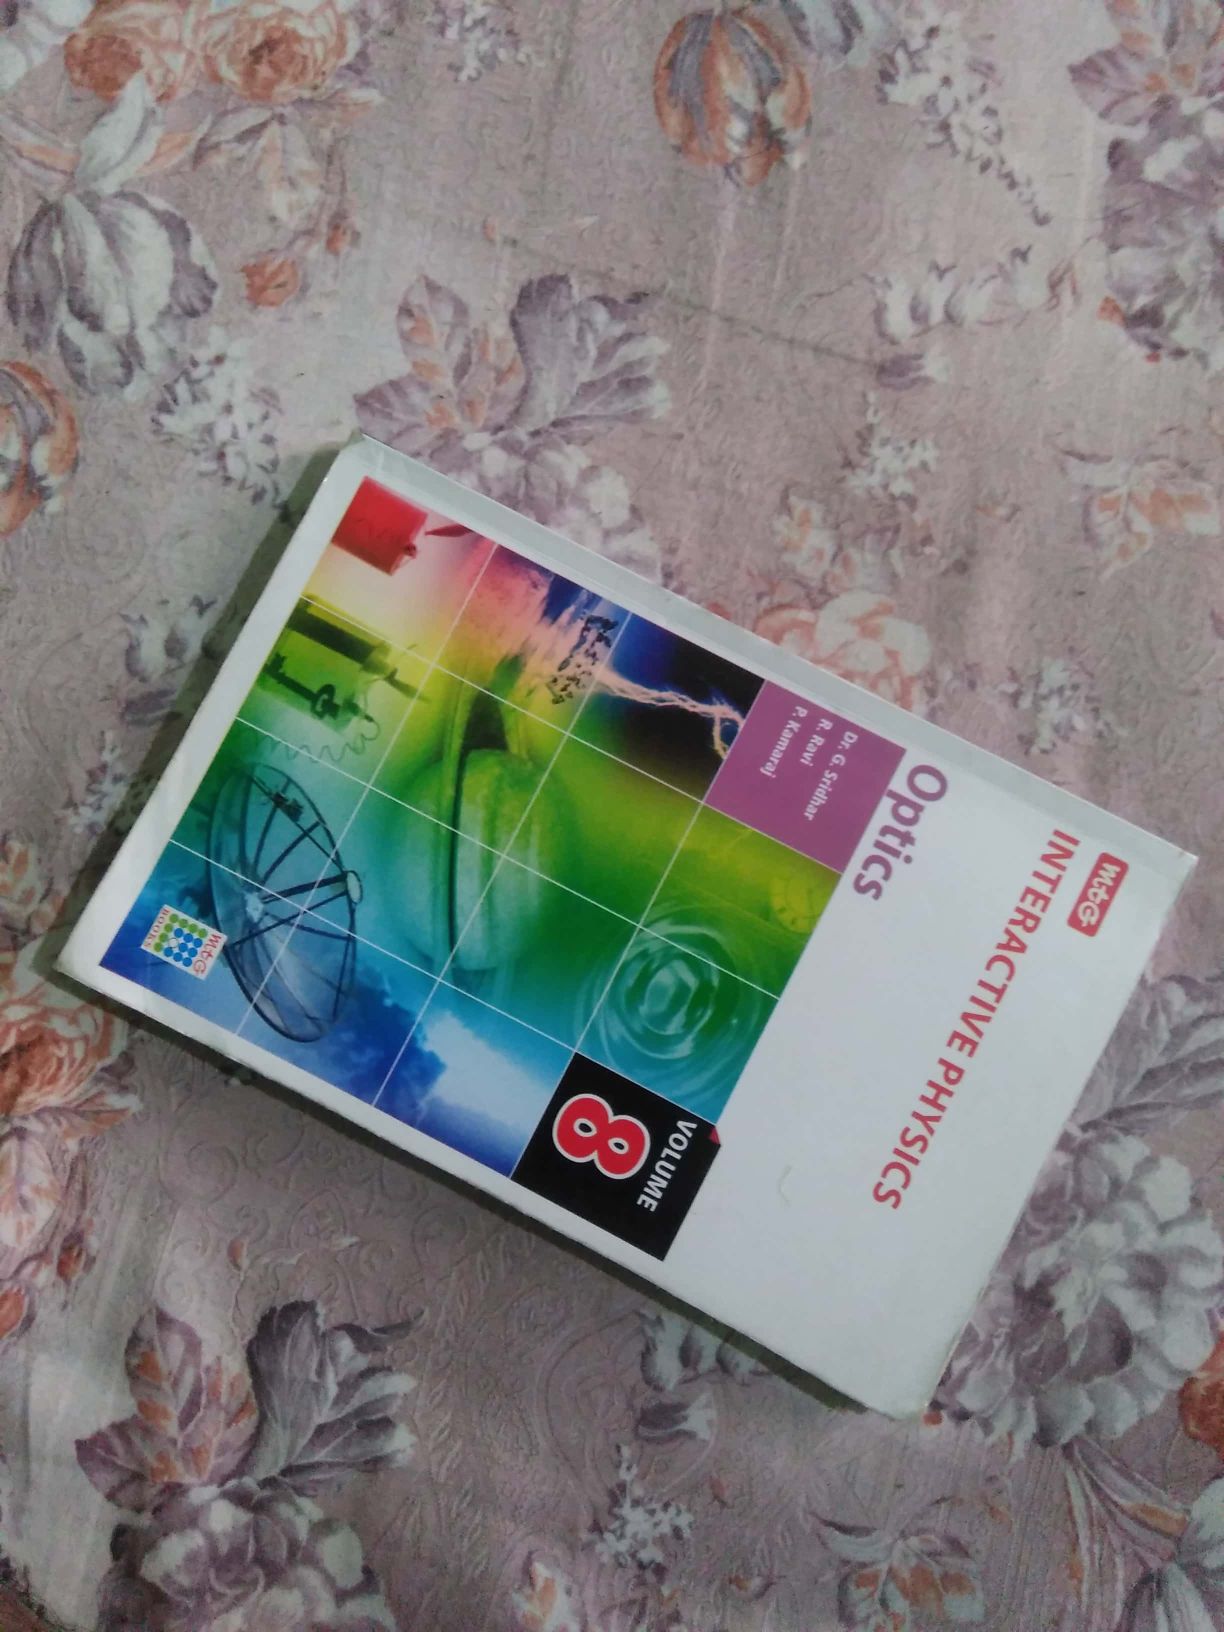 MtG
INTERACTIVE PHYSICS
Optics
Dr. G. Sridhar
R. Ravi
P. Kamaraj
VOLUME
8
MtG
BOOKS